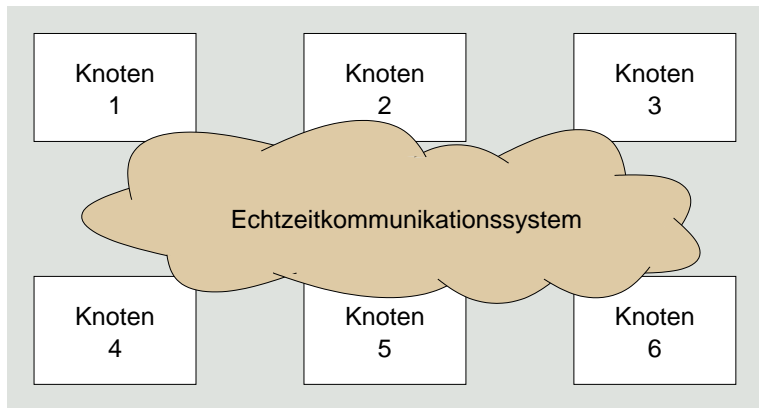 Knoten
1
Knoten
2
Knoten
3
Echtzeitkommunikationssystem
Knoten
4
Knoten
5
Knoten
6